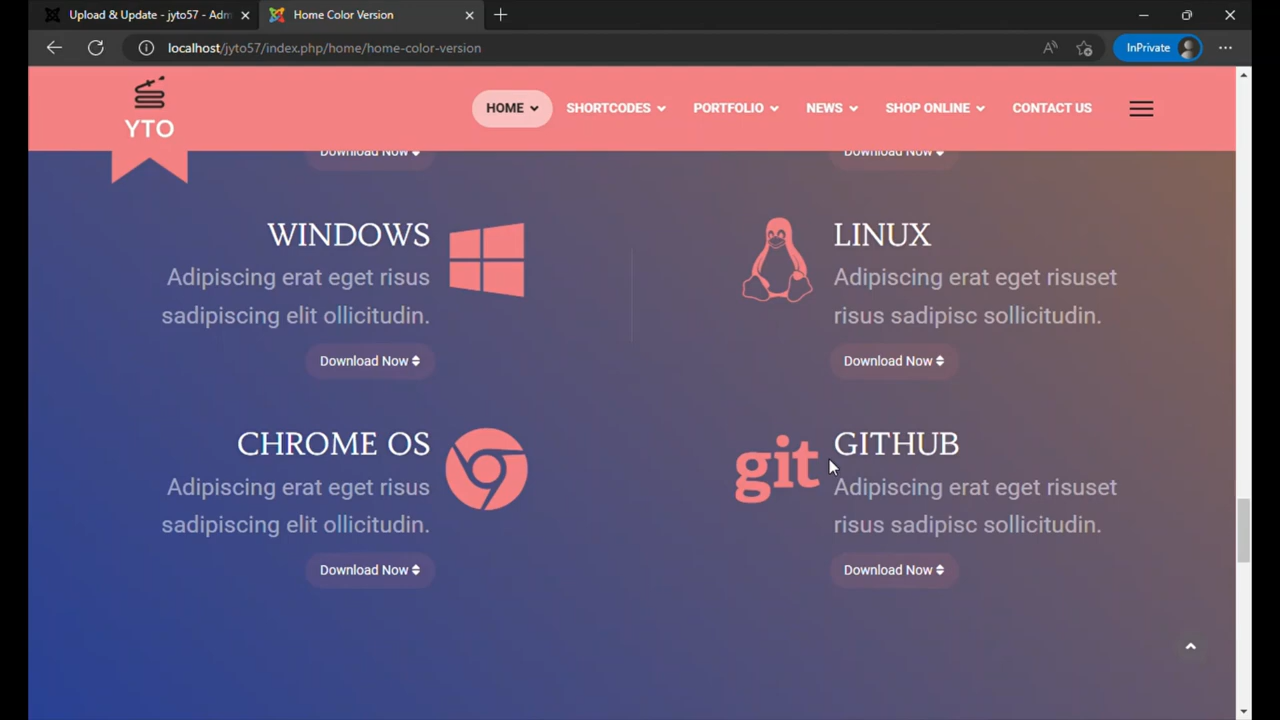 Upload & Update - jyto57 - Adm
Home Color Version
localhost/jyto57/index.php/home/home-color-version
InPrivate
YTO
HOME
SHORTCODES
PORTFOLIO
NEWS
SHOP ONLINE
CONTACT US
Download Now
Download Now
WINDOWS
Adipiscing erat eget risus
sadipiscing elit ollicitudin.
Download Now
LINUX
Adipiscing erat eget risuset
risus sadipisc sollicitudin.
Download Now
CHROME OS
Adipiscing erat eget risus
sadipiscing elit ollicitudin.
Download Now
git
GITHUB
Adipiscing erat eget risuset
risus sadipisc sollicitudin.
Download Now